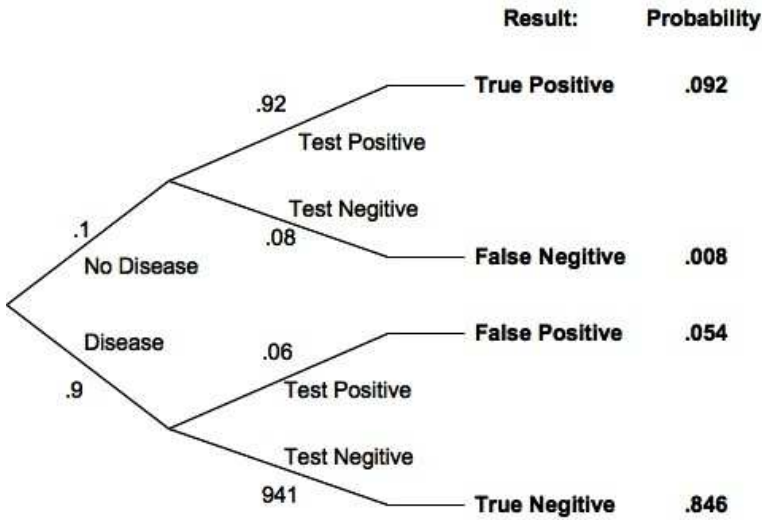 Result: Probability
.92 True Positive .092
Test Positive
Test Negitive
.1 .08
No Disease False Negitive .008
Disease False Positive .054
.06
.9 Test Positive
Test Negitive
941 True Negitive .846